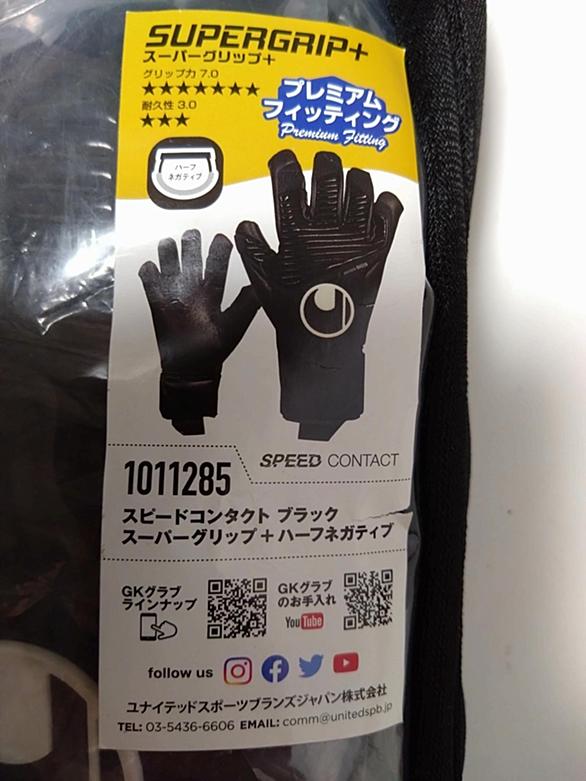 SUPERGRIP+
スーパーグリップ+
グリップ力 7.0
★★★★★★★
耐久性 3.0
★★★
プレミアム
フィッティング
Premium Fitting
ハーフ
ネガティブ
SPEED CONTACT
1011285
スピードコンタクト ブラック
スーパーグリップ+ハーフネガティブ
GKグラブ
ラインナップ
GKグラブ
のお手入れ
YouTube
follow us
ユナイテッドスポーツブランズジャパン株式会社
TEL: 03-5436-6606 EMAIL: comm@unitedspb.jp